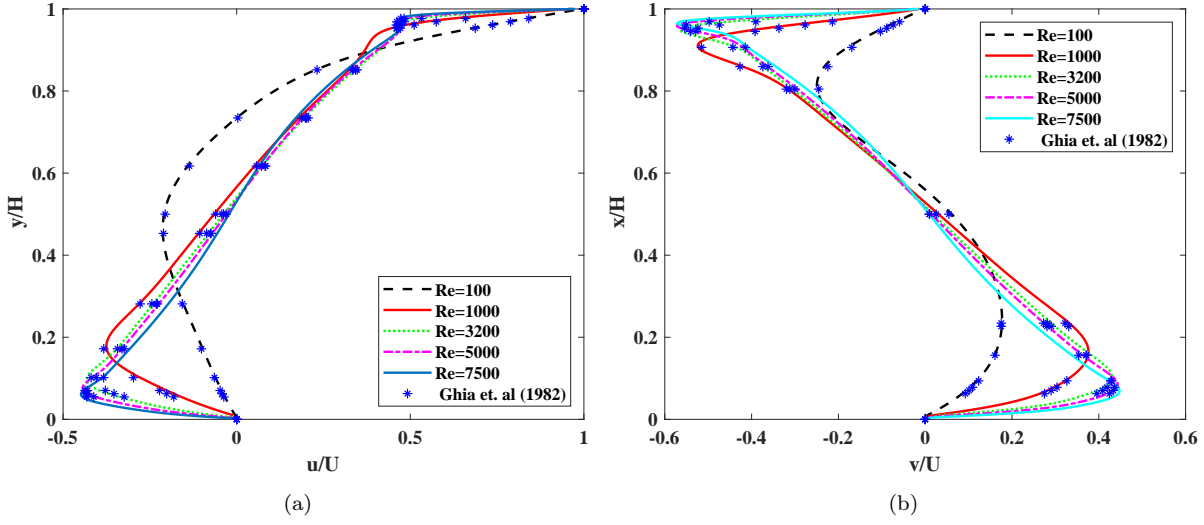 1
0.8
0.6
0.4
0.2
0
y/H
-0.5
0
0.5
1
u/U
Re=100
Re=1000
Re=3200
Re=5000
Re=7500
Ghia et. al (1982)
(a)
1
0.8
0.6
0.4
0.2
0
x/H
-0.6
-0.4
-0.2
0
0.2
0.4
0.6
v/U
Re=100
Re=1000
Re=3200
Re=5000
Re=7500
Ghia et. al (1982)
(b)